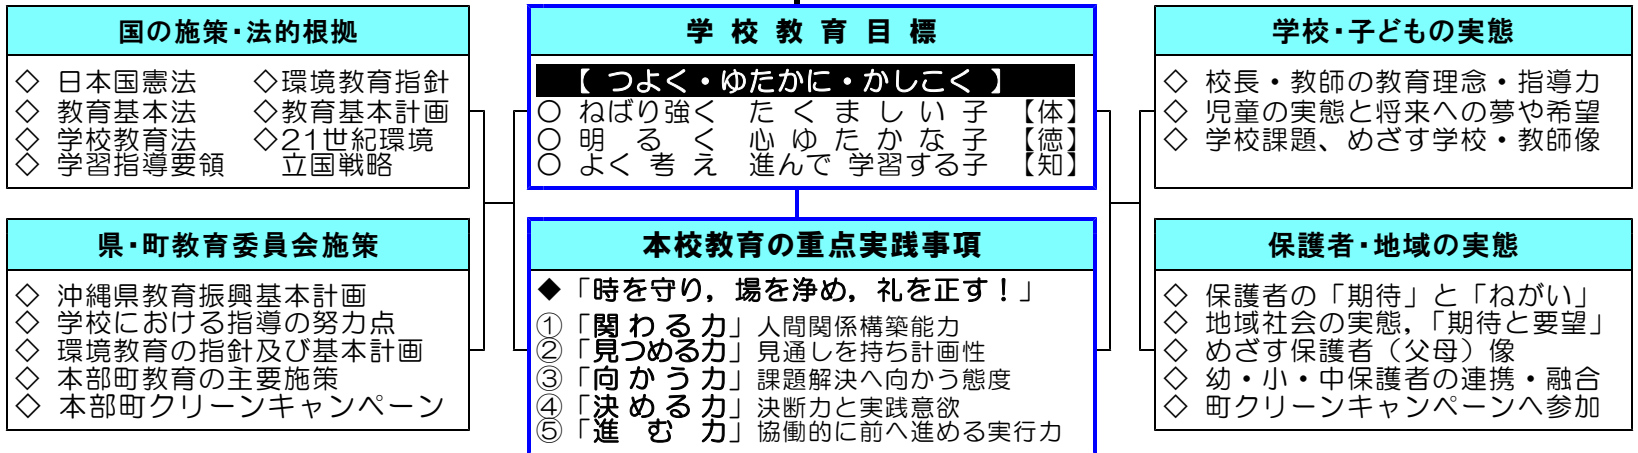 国の施策・法的根拠
◇ 日本国憲法 ◇環境教育指針
◇ 教育基本法 ◇教育基本計画
◇ 学校教育法 ◇21世紀環境
◇ 学習指導要領 立国戦略
県・町教育委員会施策
◇ 沖縄県教育振興基本計画
◇ 学校における指導の努力点
◇ 環境教育の指針及び基本計画
◇ 本部町教育の主要施策
◇ 本部町クリーンキャンペーン
学校教育目標
【 つよく・ゆたかに・かしこく 】
○ ねばり強く たくましい子 【体】
○ 明るく 心ゆたかな子 【徳】
○ よく考え 進んで学習する子 【知】
本校教育の重点実践事項
◆「時を守り，場を浄め，礼を正す！」
①「関わる力」人間関係構築能力
②「見つめる力」見通しを持ち計画性
③「向かう力」課題解決へ向かう態度
④「決める力」決断力と実践意欲
⑤「進む力」協働的に前へ進める実行力
学校・子どもの実態
◇ 校長・教師の教育理念・指導力
◇ 児童の実態と将来への夢や希望
◇ 学校課題、めざす学校・教師像
保護者・地域の実態
◇ 保護者の「期待」と「ねがい」
◇ 地域社会の実態，「期待と要望」
◇ めざす保護者（父母）像
◇ 幼・小・中保護者の連携・融合
◇ 町クリーンキャンペーンへ参加